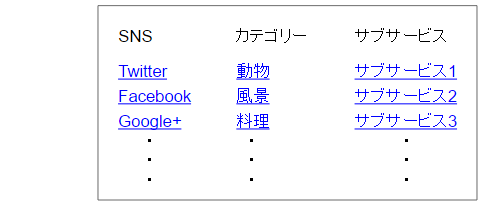 SNS カテゴリー サブサービス
Twitter 動物 サブサービス1
Facebook 風景 サブサービス2
Google+ 料理 サブサービス3
・ ・ ・
・ ・ ・
・ ・ ・